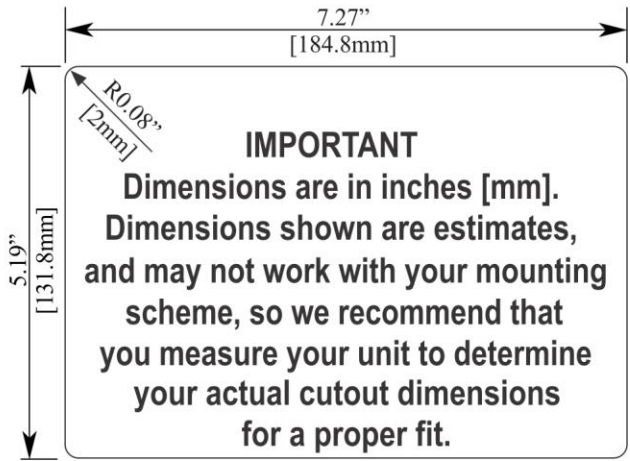 7.27”
[184.8mm]
R0.08”
[2mm]
5.19”
[131.8mm]
IMPORTANT
Dimensions are in inches [mm].
Dimensions shown are estimates,
and may not work with your mounting
scheme, so we recommend that
you measure your unit to determine
your actual cutout dimensions
for a proper fit.